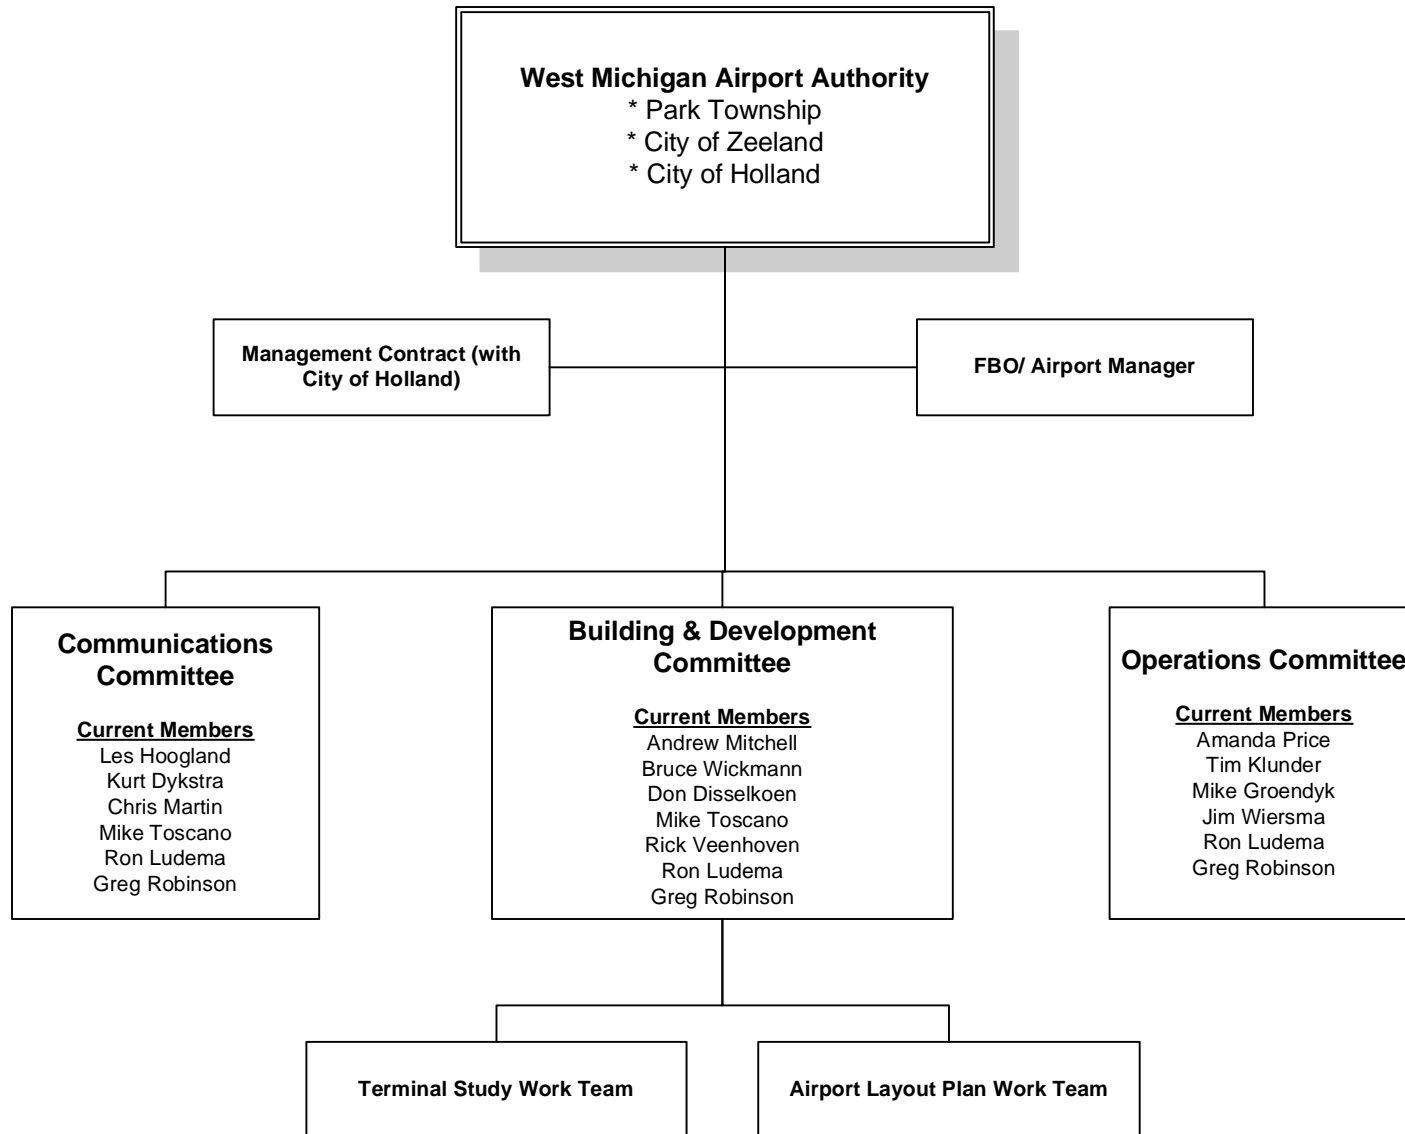 West Michigan Airport Authority
* Park Township
* City of Zeeland
* City of Holland
Management Contract (with
City of Holland)
FBO/ Airport Manager
Communications
Committee
Current Members
Les Hoogland
Kurt Dykstra
Chris Martin
Mike Toscano
Ron Ludema
Greg Robinson
Building & Development
Committee
Current Members
Andrew Mitchell
Bruce Wickmann
Don Disselkoen
Mike Toscano
Rick Veenhoven
Ron Ludema
Greg Robinson
Operations Committee
Current Members
Amanda Price
Tim Klunder
Mike Groendyk
Jim Wiersma
Ron Ludema
Greg Robinson
Terminal Study Work Team
Airport Layout Plan Work Team